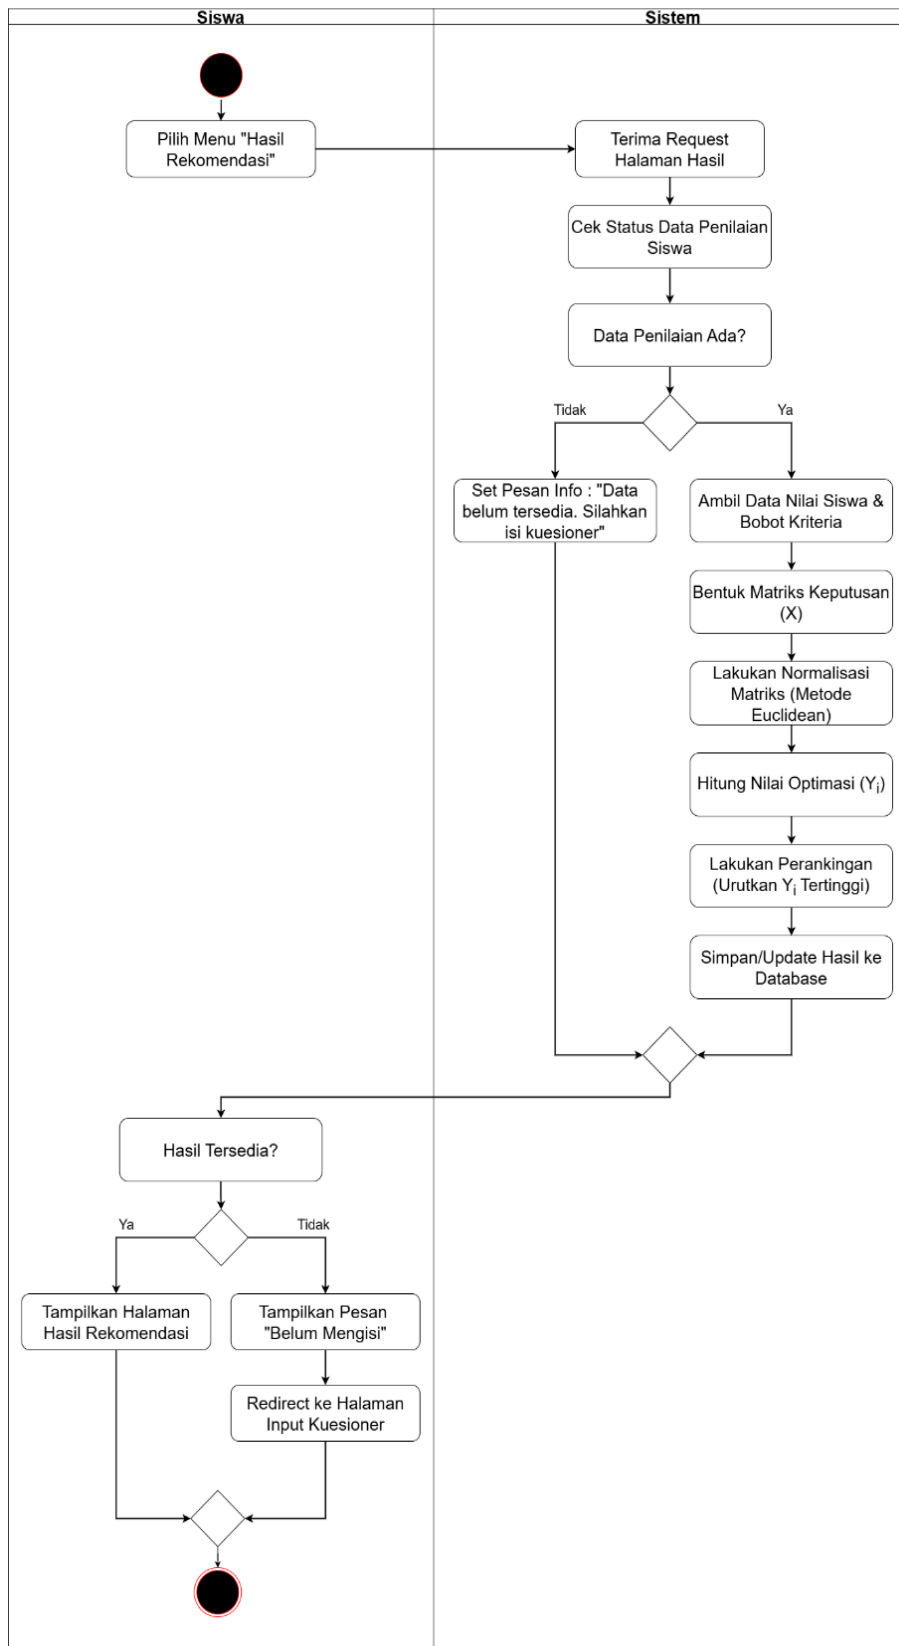 Siswa
Sistem
Pilih Menu "Hasil
Rekomendasi"
Terima Request
Halaman Hasil
Cek Status Data Penilaian
Siswa
Data Penilaian Ada?
Tidak
Ya
Set Pesan Info : "Data
belum tersedia. Silahkan
isi kuesioner"
Ambil Data Nilai Siswa &
Bobot Kriteria
Bentuk Matriks Keputusan
(X)
Lakukan Normalisasi
Matriks (Metode
Euclidean)
Hitung Nilai Optimasi (Yi)
Lakukan Perankingan
(Urutkan Yi Tertinggi)
Simpan/Update Hasil ke
Database
Hasil Tersedia?
Ya
Tidak
Tampilkan Halaman
Hasil Rekomendasi
Tampilkan Pesan
"Belum Mengisi"
Redirect ke Halaman
Input Kuesioner